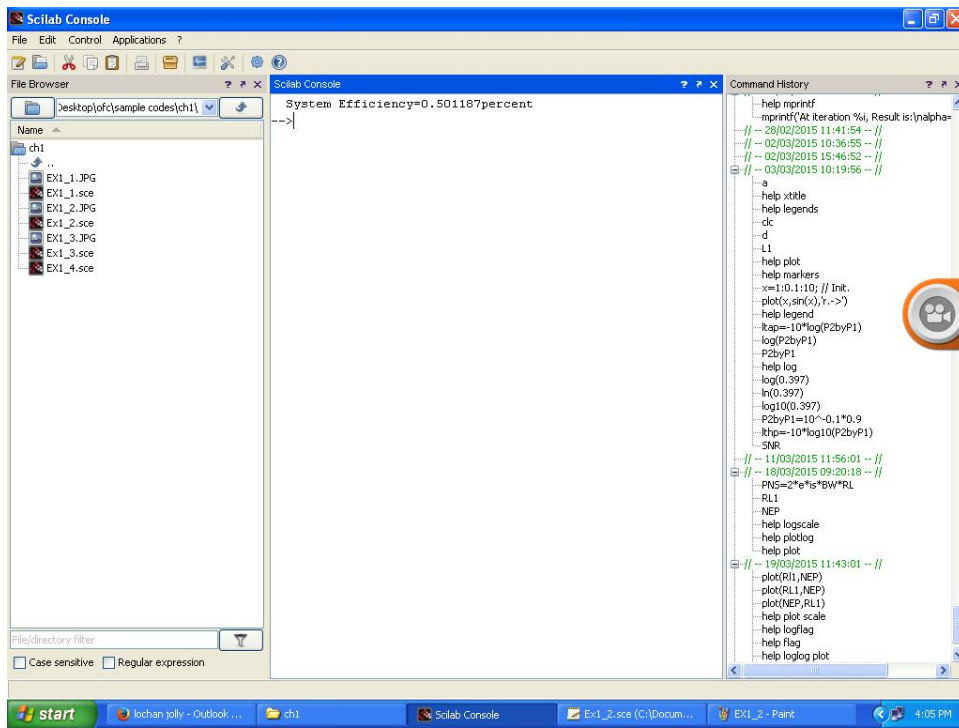 Scilab Console
File Edit Control Applications ?
File Browser ? ↗ X
Desktop\ofc\sample codes\ch1\
Name
ch1
..
EX1_1.JPG
EX1_1.sce
EX1_2.JPG
Ex1_2.sce
EX1_3.JPG
Ex1_3.sce
EX1_4.sce
File/directory filter
Case sensitive Regular expression
Scilab Console ? ↗ X
System Efficiency=0.501187percent
-->
Command History ? ↗
help mprintf
mprintf('At iteration %i, Result is:\nalpha=
// -- 28/02/2015 11:41:54 -- //
// -- 02/03/2015 10:36:55 -- //
// -- 02/03/2015 15:46:52 -- //
// -- 03/03/2015 10:19:56 -- //
a
help xtitle
help legends
clc
d
L1
help plot
help markers
x=1:0.1:10; // Init.
plot(x,sin(x),'r.->')
help legend
ltap=-10*log(P2byP1)
log(P2byP1)
P2byP1
help log
log(0.397)
ln(0.397)
log10(0.397)
P2byP1=10^-0.1*0.9
lthp=-10*log10(P2byP1)
SNR
// -- 11/03/2015 11:56:01 -- //
// -- 18/03/2015 09:20:18 -- //
PNS=2*e*is*BW*RL
RL1
NEP
help logscale
help plotlog
help plot
// -- 19/03/2015 11:43:01 -- //
plot(Rl1,NEP)
plot(RL1,NEP)
plot(NEP,RL1)
help plot scale
help logflag
help flag
help loglog plot
start lochan jolly - Outlook ... ch1 Scilab Console Ex1_2.sce (C:\Docum... EX1_2 - Paint 4:05 PM